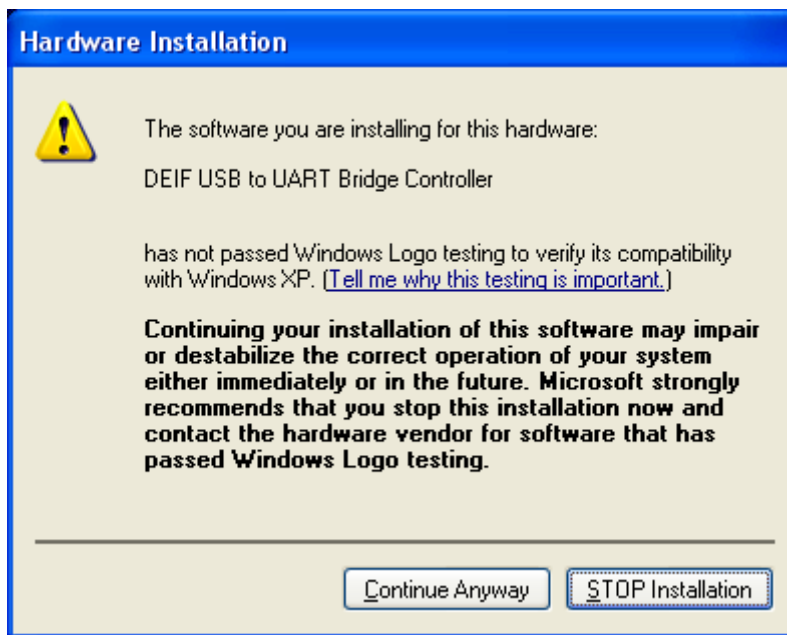 Hardware Installation
The software you are installing for this hardware:
DEIF USB to UART Bridge Controller
has not passed Windows Logo testing to verify its compatibility
with Windows XP. (Tell me why this testing is important.)
Continuing your installation of this software may impair
or destabilize the correct operation of your system
either immediately or in the future. Microsoft strongly
recommends that you stop this installation now and
contact the hardware vendor for software that has
passed Windows Logo testing.
Continue Anyway
STOP Installation